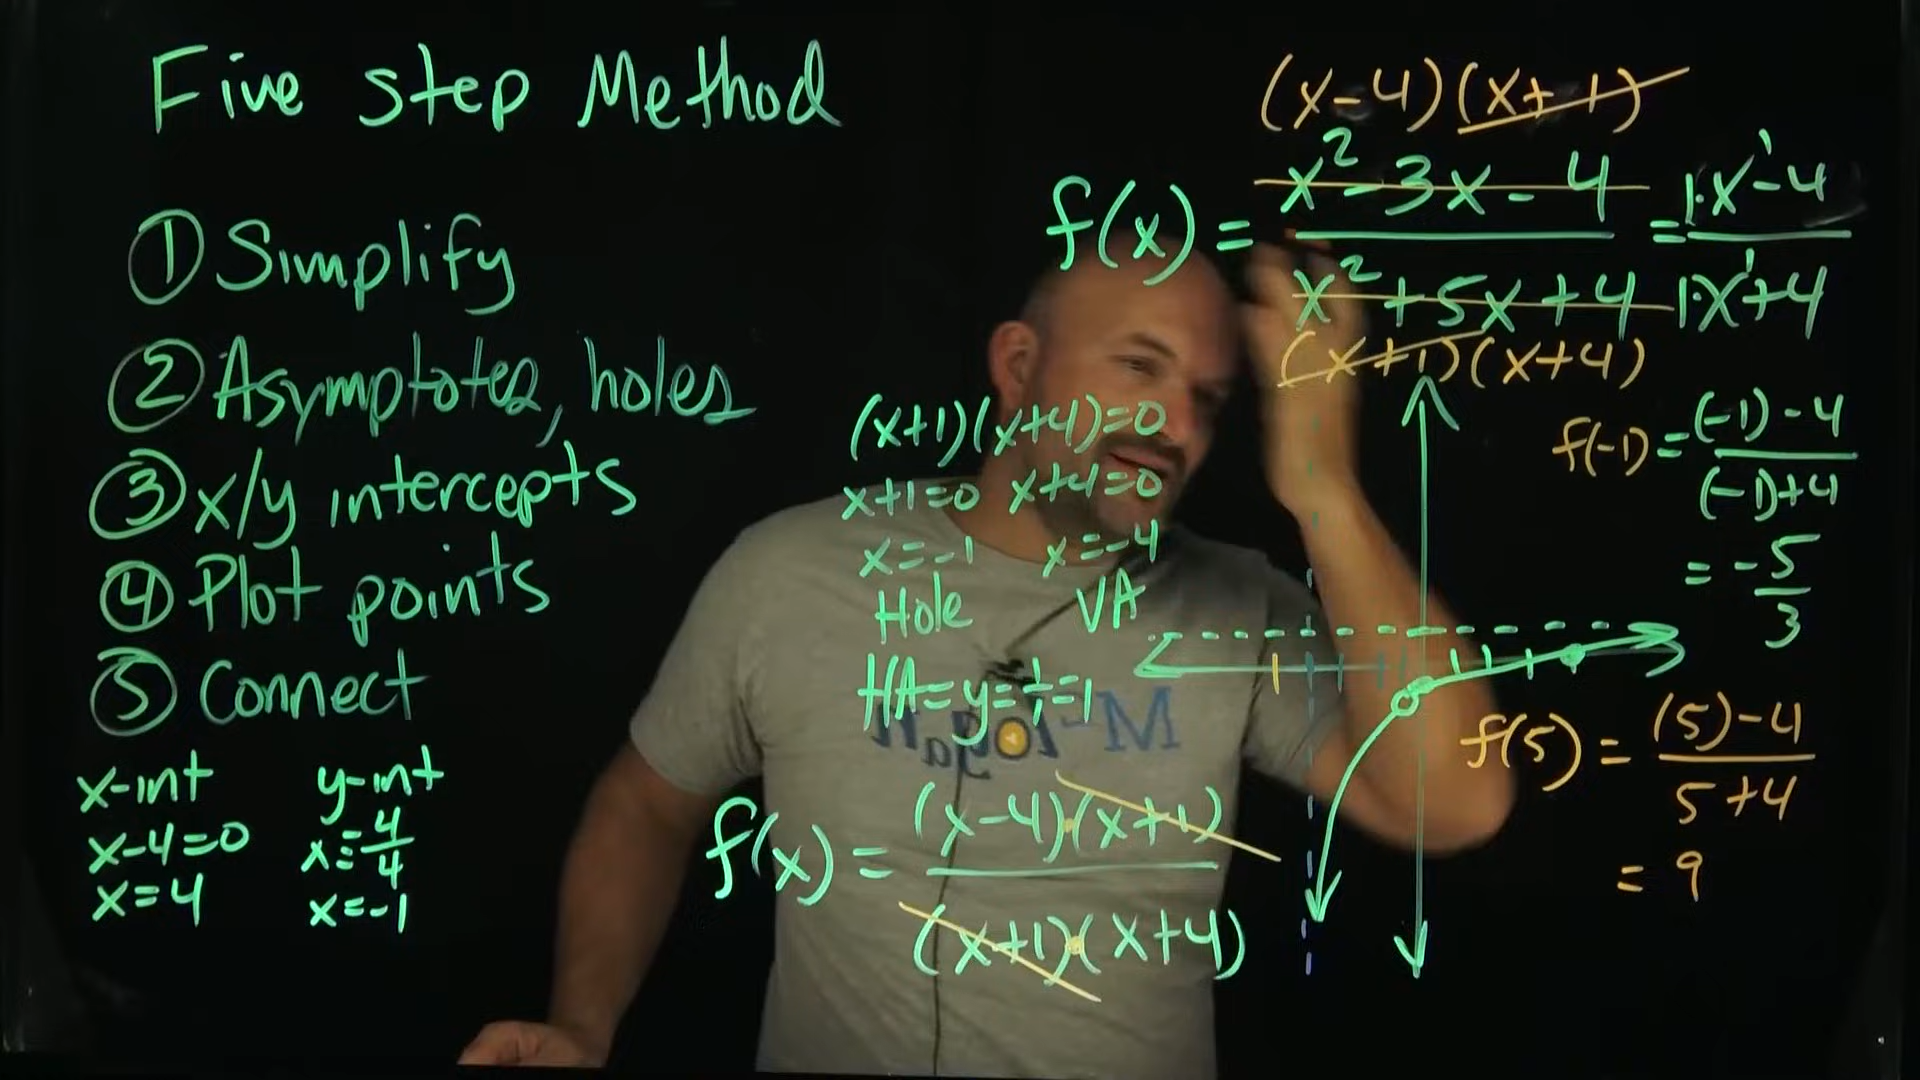 Five step Method
① Simplify
② Asymptotes, holes
③ x/y intercepts
④ Plot points
⑤ Connect
x-int
x-4=0
x=4
y-int
x=-4/4
x=-1
(x-4)(x+1)
f(x) = x²-3x-4 / x²+5x+4 = 1·x¹-4 / 1·x¹+4
(x+1)(x+4)
(x+1)(x+4)=0
x+1=0 x+4=0
x=-1 x=-4
Hole VA
HA=y=1/1=1
f(x) = (x-4)·(x+1) / (x+1)·(x+4)
f(-1) = (-1)-4 / (-1)+4
= -5/3
f(5) = (5)-4 / 5+4
= 9